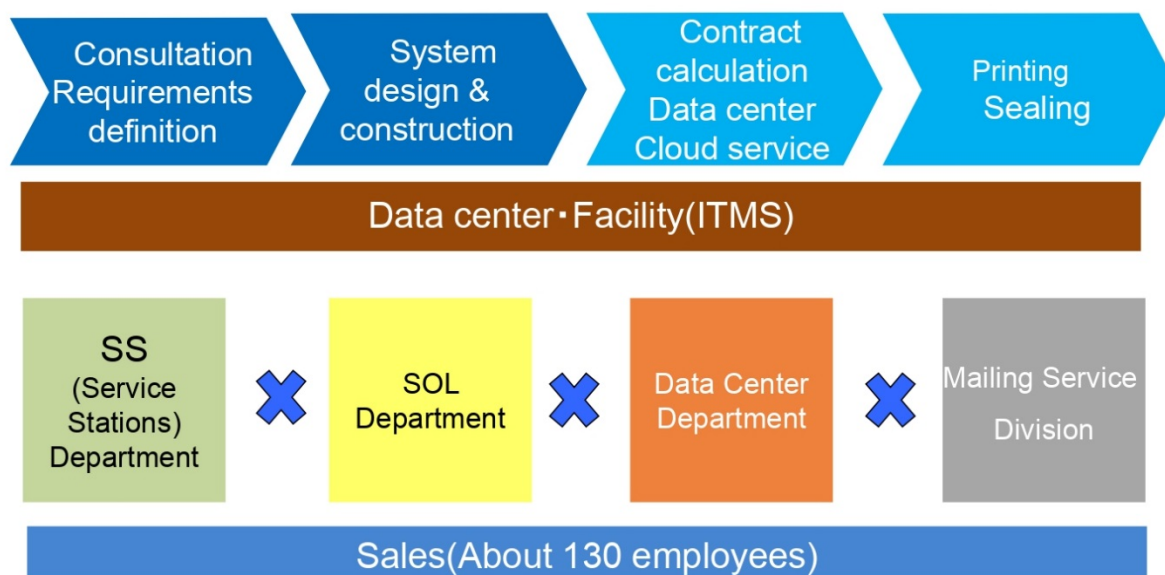 Consultation
Requirements
definition
System
design &
construction
Contract
calculation
Data center
Cloud service
Printing
Sealing
Data center・Facility(ITMS)
SS
(Service
Stations)
Department
SOL
Department
Data Center
Department
Mailing Service
Division
Sales(About 130 employees)